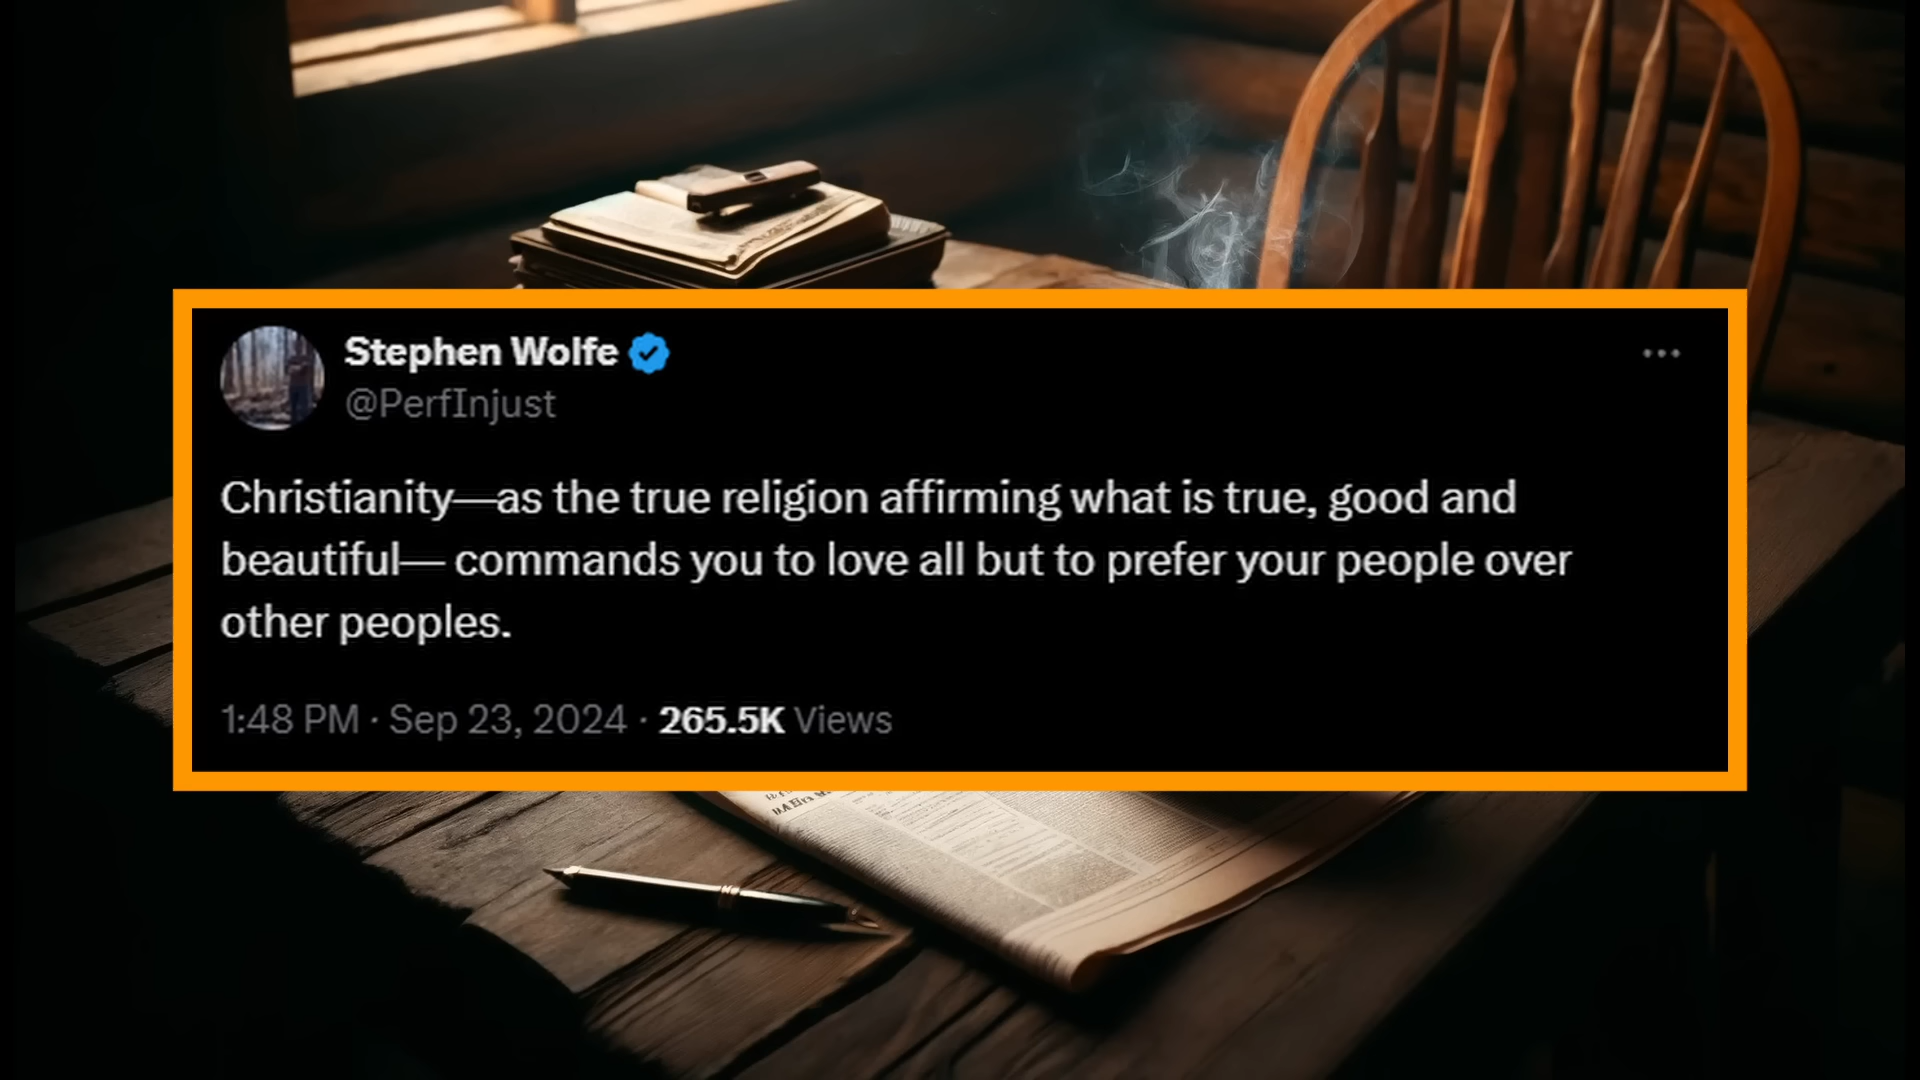 Stephen Wolfe
@PerfInjust
Christianity—as the true religion affirming what is true, good and
beautiful— commands you to love all but to prefer your people over
other peoples.
1:48 PM · Sep 23, 2024 · 265.5K Views